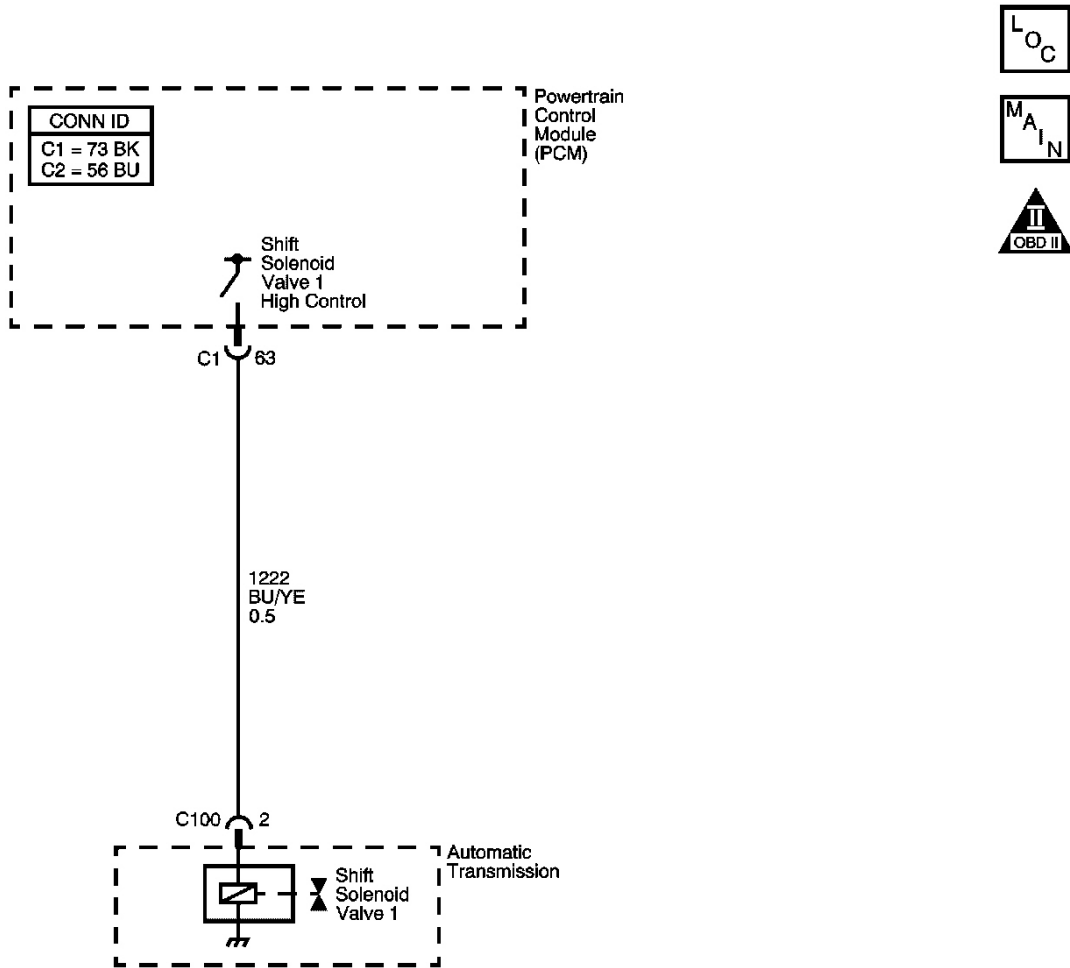 LOC
CONN ID
C1 = 73 BK
C2 = 56 BU
Powertrain
Control
Module
(PCM)
MAIN
II
OBD II
Shift
Solenoid
Valve 1
High Control
C1 63
1222
BU/YE
0.5
C100 2
Automatic
Transmission
Shift
Solenoid
Valve 1